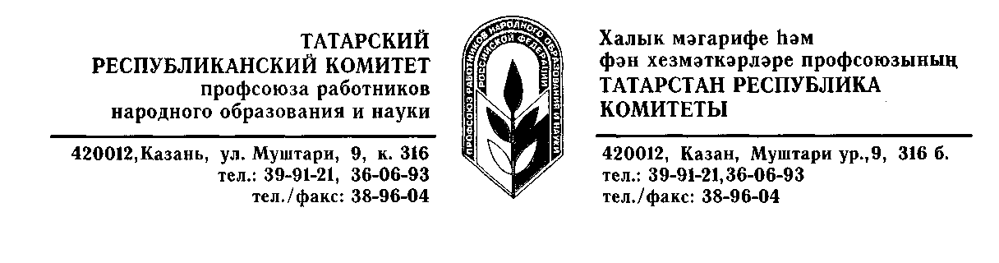 ТАТАРСКИЙ
РЕСПУБЛИКАНСКИЙ КОМИТЕТ
профсоюза работников
народного образования и науки
420012,Казань, ул. Муштари, 9, к. 316
тел.: 39-91-21, 36-06-93
тел./факс: 38-96-04
ПРОФСОЮЗ РАБОТНИКОВ НАРОДНОГО ОБРАЗОВАНИЯ И НАУКИ
РОССИЙСКОЙ ФЕДЕРАЦИИ
Халык мәгарифе һәм
фән хезмәткәрләре профсоюзының
ТАТАРСТАН РЕСПУБЛИКА
КОМИТЕТЫ
420012, Казан, Муштари ур.,9, 316 б.
тел.: 39-91-21,36-06-93
тел./факс: 38-96-04